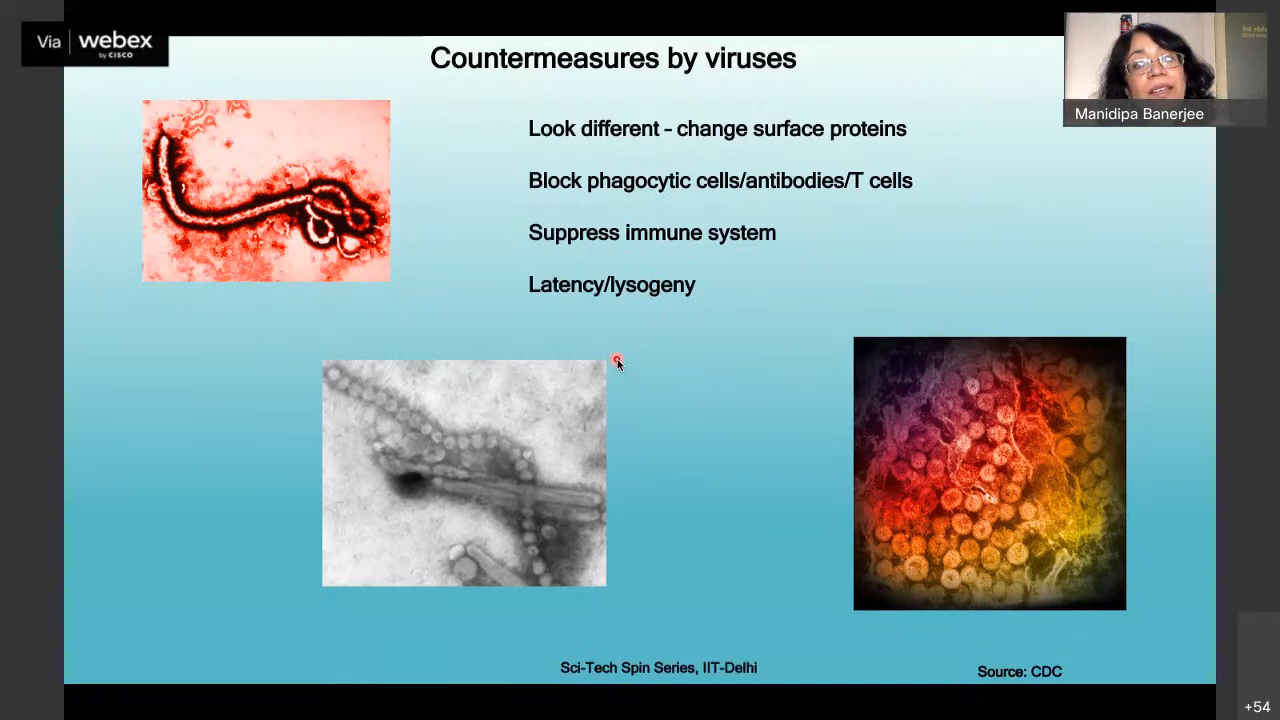 Via webex
by CISCO
Countermeasures by viruses
Manidipa Banerjee
Look different – change surface proteins
Block phagocytic cells/antibodies/T cells
Suppress immune system
Latency/lysogeny
Sci-Tech Spin Series, IIT-Delhi
Source: CDC
+54